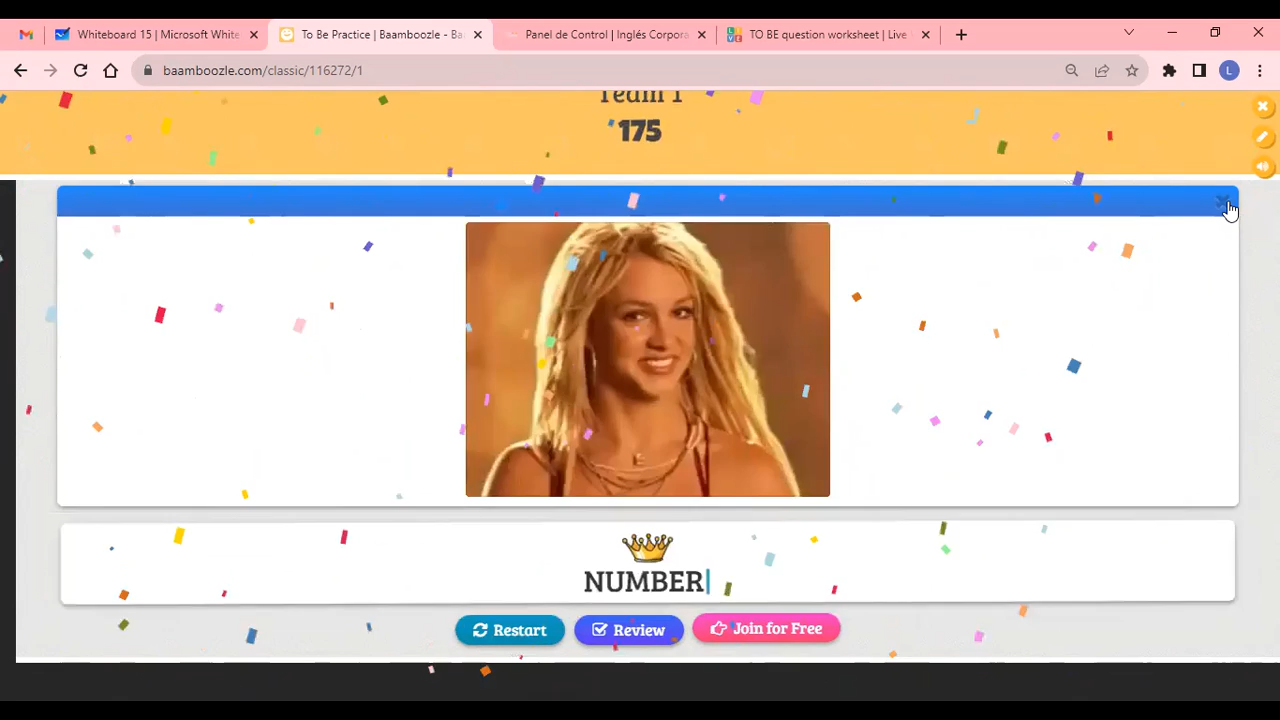 Whiteboard 15 | Microsoft White
To Be Practice | Baamboozle - Ba
Panel de Control | Inglés Corpora
TO BE question worksheet | Live
baamboozle.com/classic/116272/1
L
Team 1
175
NUMBER
Restart
Review
Join for Free